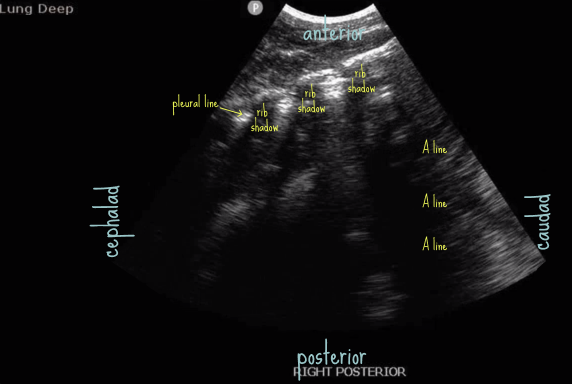 Lung Deep
P
anterior
rib
shadow
rib
shadow
pleural line
rib
shadow
A line
A line
A line
cephalad
caudad
posterior
RIGHT POSTERIOR